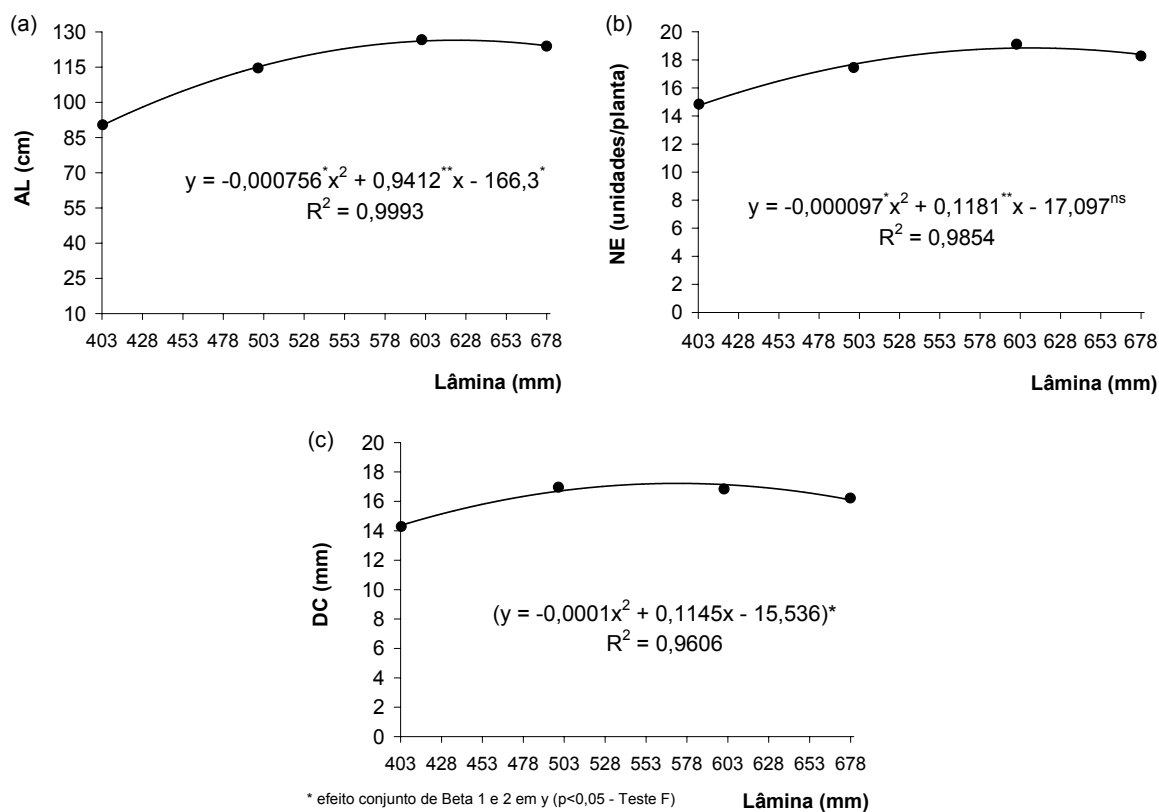 (a)
130
115
100
85
70
55
40
25
10
AL (cm)
y = -0,000756*x² + 0,9412**x - 166,3*
R² = 0,9993
403 428 453 478 503 528 553 578 603 628 653 678
Lâmina (mm)
(b)
20
18
16
14
12
10
8
6
4
2
0
NE (unidades/planta)
y = -0,000097*x² + 0,1181**x - 17,097ns
R² = 0,9854
403 428 453 478 503 528 553 578 603 628 653 678
Lâmina (mm)
(c)
20
18
16
14
12
10
8
6
4
2
0
DC (mm)
(y = -0,0001x² + 0,1145x - 15,536)*
R² = 0,9606
403 428 453 478 503 528 553 578 603 628 653 678
* efeito conjunto de Beta 1 e 2 em y (p<0,05 - Teste F)
Lâmina (mm)